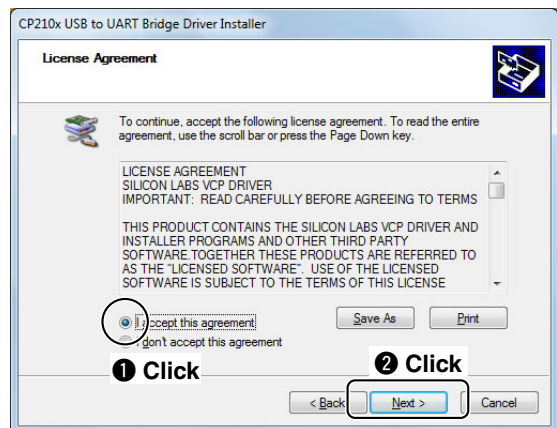 CP210x USB to UART Bridge Driver Installer
License Agreement
To continue, accept the following license agreement. To read the entire
agreement, use the scroll bar or press the Page Down key.
LICENSE AGREEMENT
SILICON LABS VCP DRIVER
IMPORTANT: READ CAREFULLY BEFORE AGREEING TO TERMS
THIS PRODUCT CONTAINS THE SILICON LABS VCP DRIVER AND
INSTALLER PROGRAMS AND OTHER THIRD PARTY
SOFTWARE.TOGETHER THESE PRODUCTS ARE REFERRED TO
AS THE "LICENSED SOFTWARE". USE OF THE LICENSED
SOFTWARE IS SUBJECT TO THE TERMS OF THIS LICENSE
I accept this agreement
Save As
Print
I don't accept this agreement
❶ Click
❷ Click
< Back
Next >
Cancel